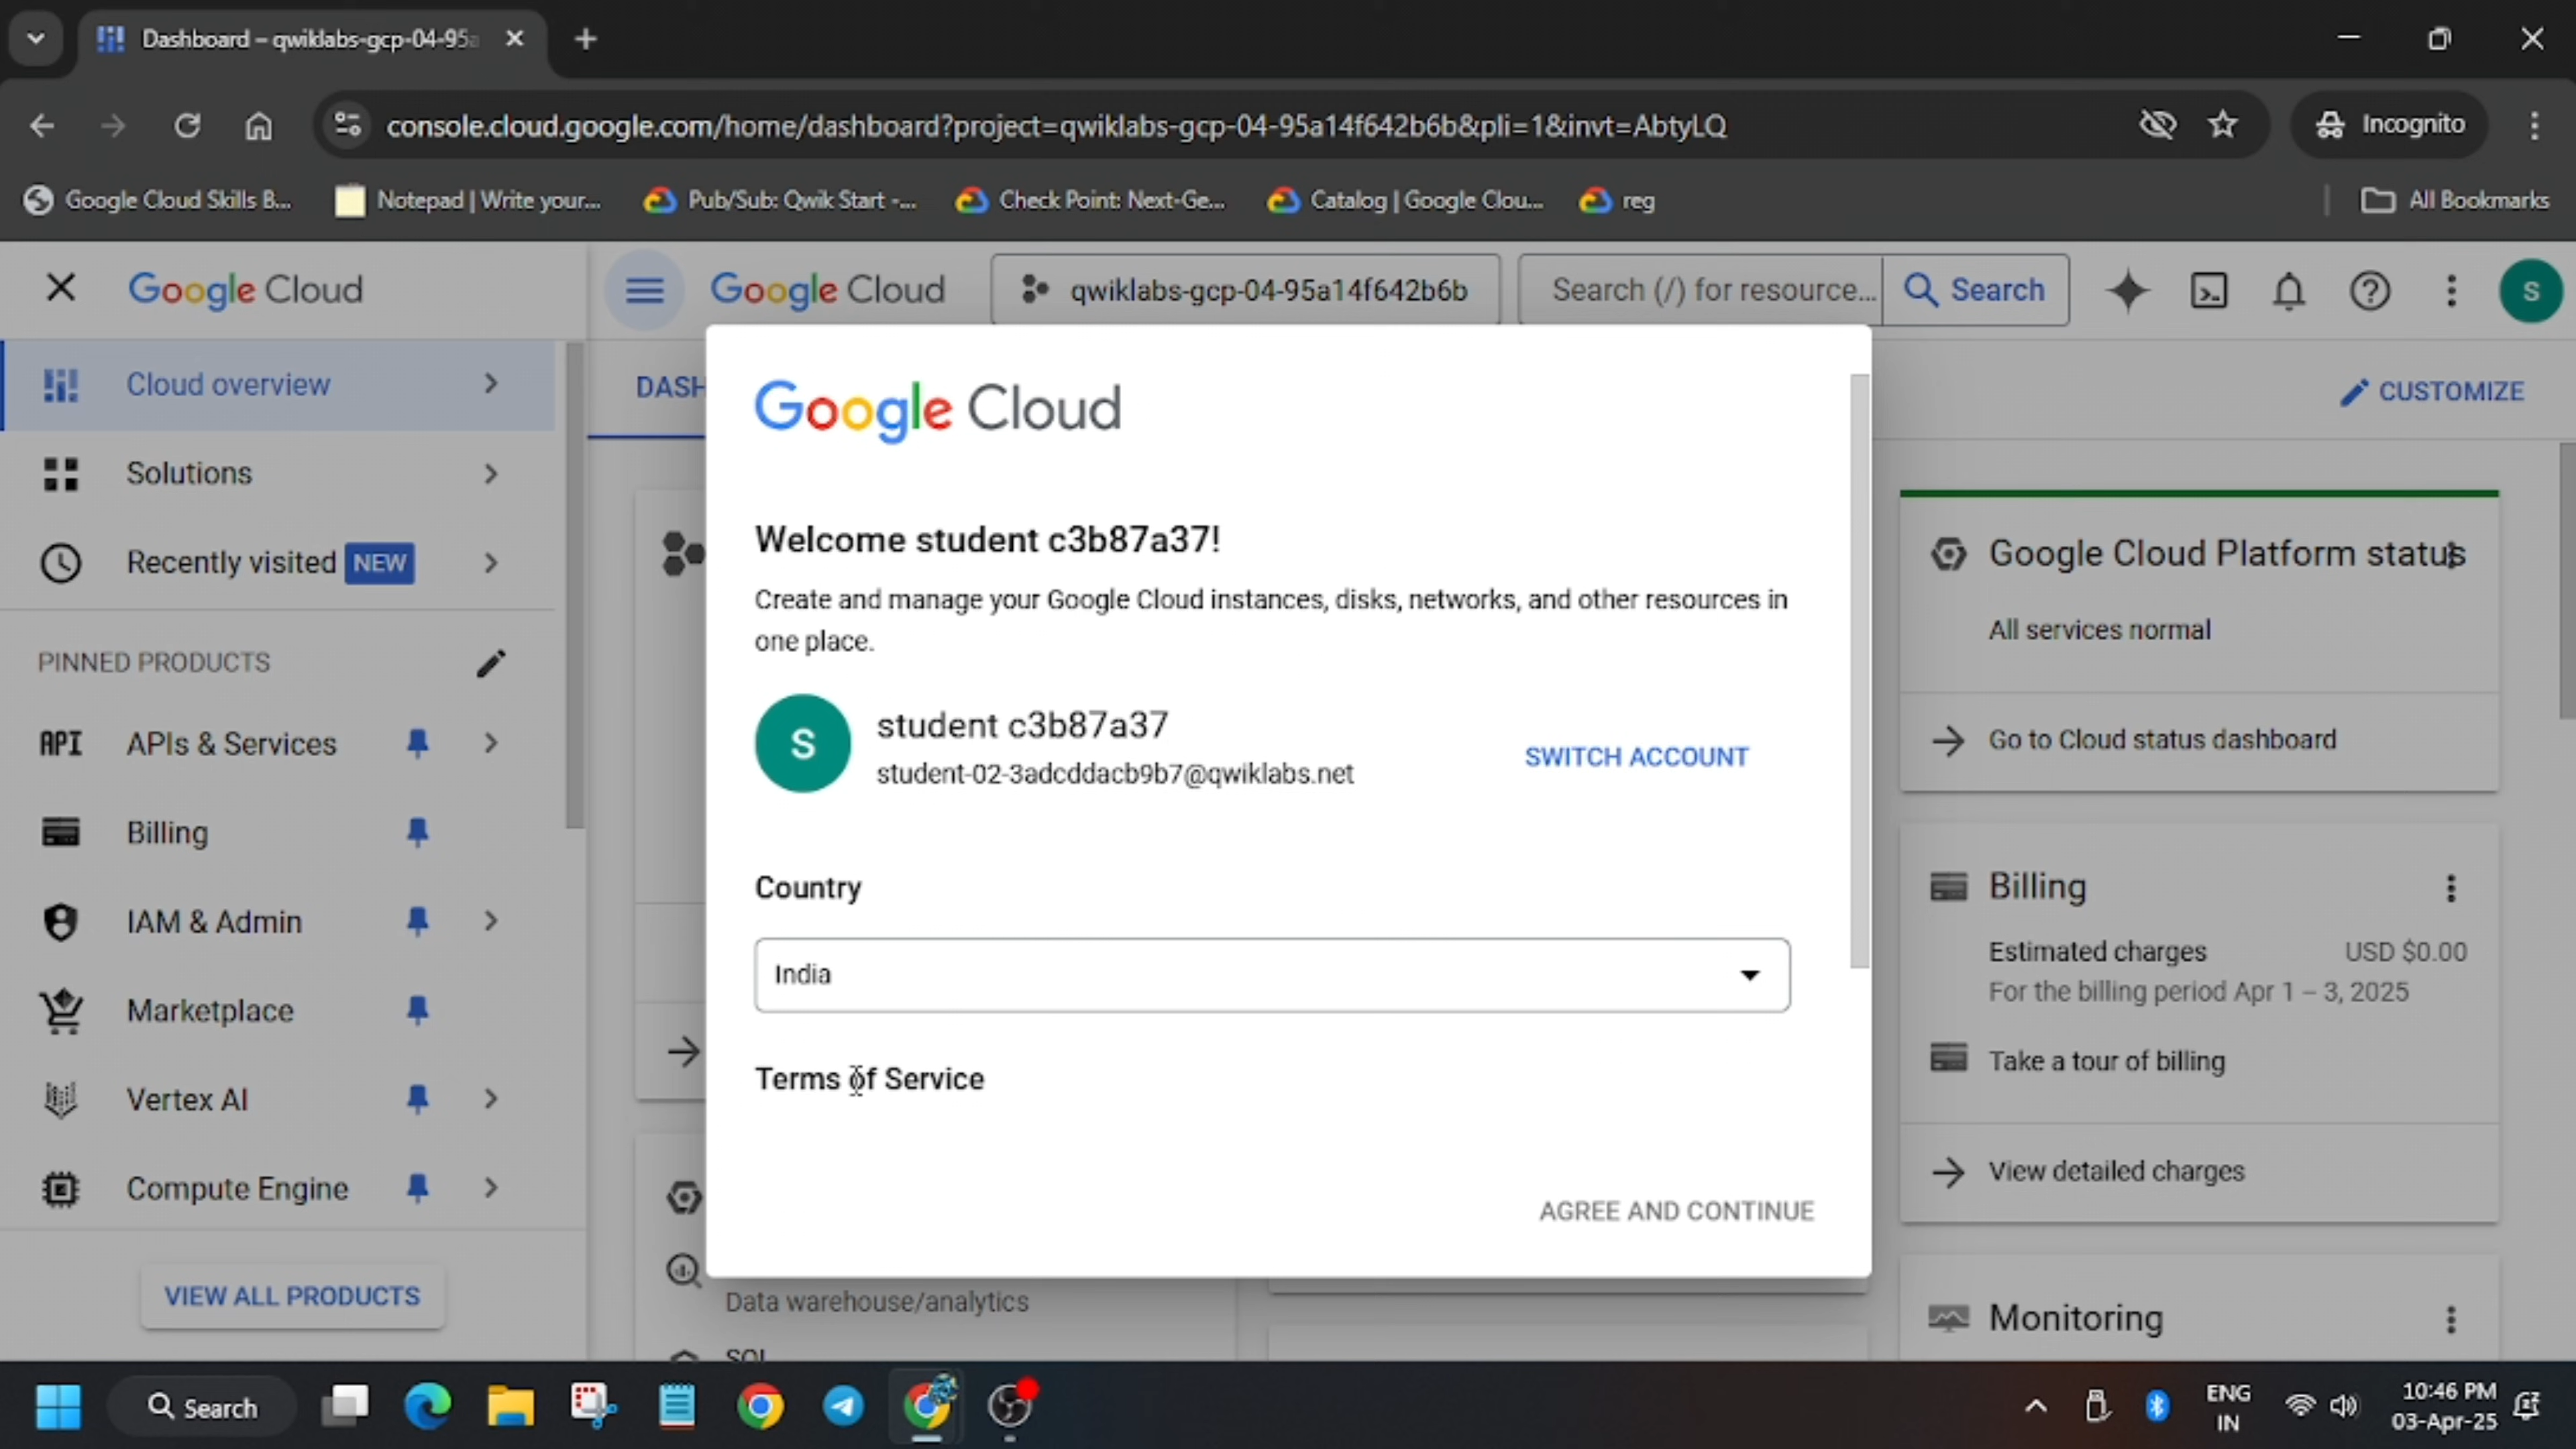 Dashboard – qwiklabs-gcp-04-95a
console.cloud.google.com/home/dashboard?project=qwiklabs-gcp-04-95a14f642b6b&pli=1&invt=AbtyLQ
Incognito
Google Cloud Skills B...
Notepad | Write your...
Pub/Sub: Qwik Start -...
Check Point: Next-Ge...
Catalog | Google Clou...
reg
All Bookmarks
Google Cloud
Google Cloud
qwiklabs-gcp-04-95a14f642b6b
Search (/) for resource...
Search
S
Cloud overview
Solutions
Recently visited NEW
PINNED PRODUCTS
API APIs & Services
Billing
IAM & Admin
Marketplace
Vertex AI
Compute Engine
VIEW ALL PRODUCTS
DASH
CUSTOMIZE
Google Cloud
Welcome student c3b87a37!
Create and manage your Google Cloud instances, disks, networks, and other resources in
one place.
S
student c3b87a37
student-02-3adcddacb9b7@qwiklabs.net
SWITCH ACCOUNT
Country
India
Terms of Service
AGREE AND CONTINUE
Data warehouse/analytics
SQL
Google Cloud Platform status
All services normal
Go to Cloud status dashboard
Billing
Estimated charges USD $0.00
For the billing period Apr 1 – 3, 2025
Take a tour of billing
View detailed charges
Monitoring
Search
ENG
IN
10:46 PM
03-Apr-25